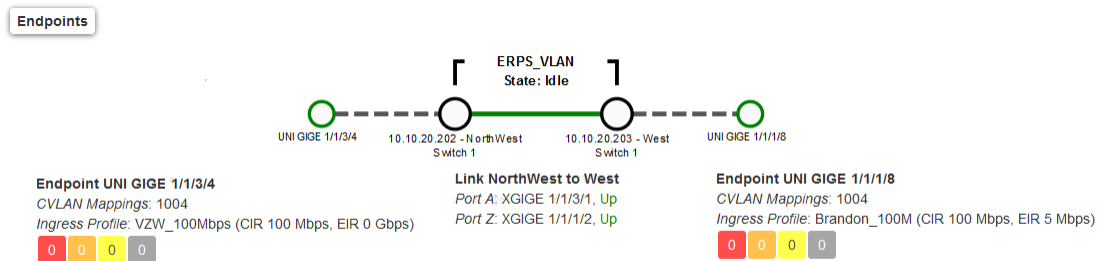 Endpoints
ERPS_VLAN
State: Idle
UNI GIGE 1/1/3/4
10.10.20.202 - NorthWest
Switch 1
10.10.20.203 - West
Switch 1
UNI GIGE 1/1/1/8
Endpoint UNI GIGE 1/1/3/4
CVLAN Mappings: 1004
Ingress Profile: VZW_100Mbps (CIR 100 Mbps, EIR 0 Gbps)
0 0 0 0
Link NorthWest to West
Port A: XGIGE 1/1/3/1, Up
Port Z: XGIGE 1/1/1/2, Up
Endpoint UNI GIGE 1/1/1/8
CVLAN Mappings: 1004
Ingress Profile: Brandon_100M (CIR 100 Mbps, EIR 5 Mbps)
0 0 0 0